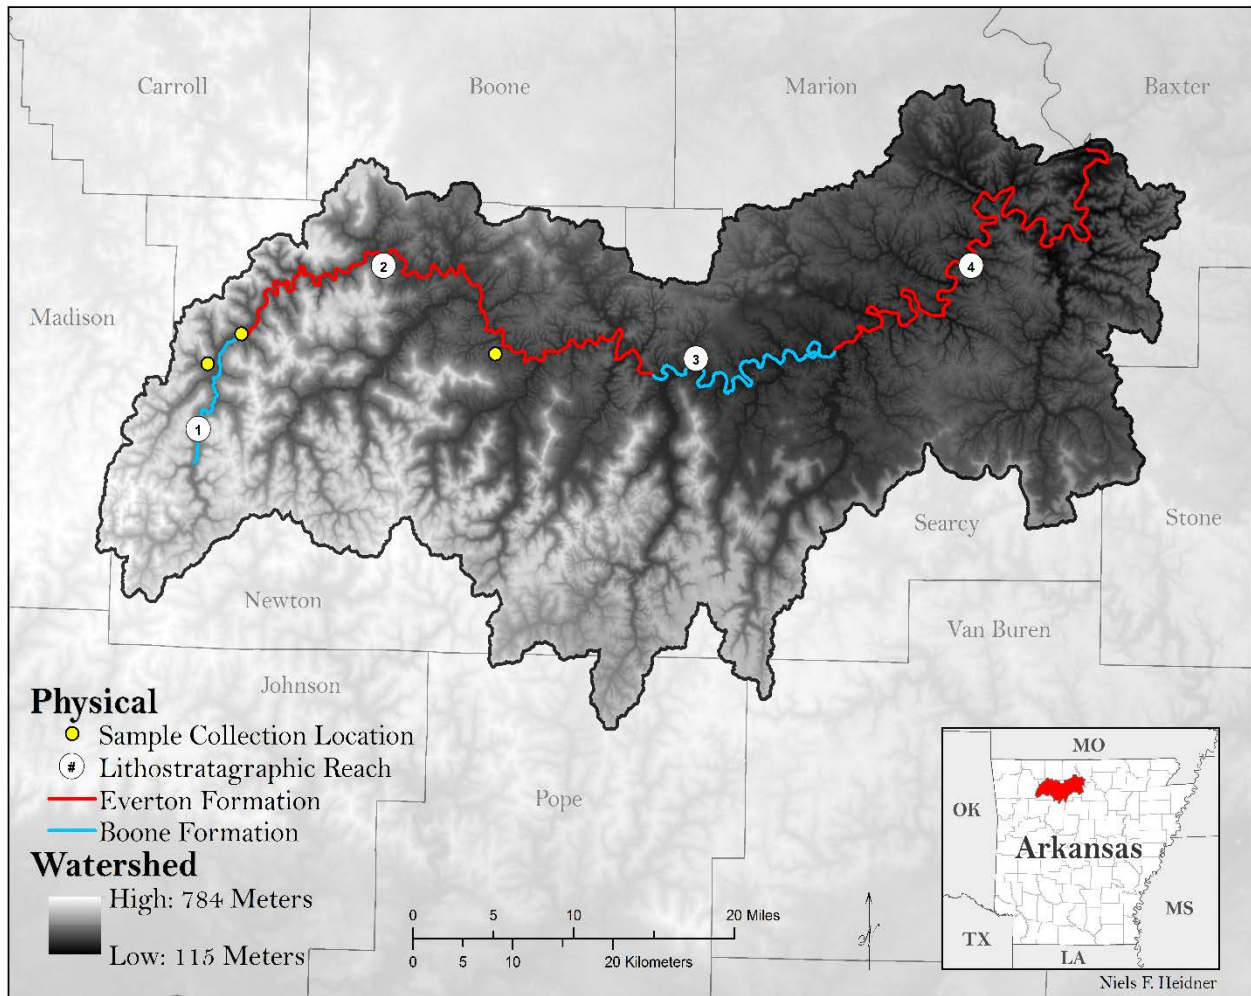 Carroll
Boone
Marion
Baxter
Madison
2
4
3
1
Searcy
Stone
Newton
Van Buren
Johnson
Pope
Physical
Sample Collection Location
# Lithostratagraphic Reach
Everton Formation
Boone Formation
Watershed
High: 784 Meters
Low: 115 Meters
0 5 10 20 Miles
0 5 10 20 Kilometers
N
MO
OK
Arkansas
MS
TX
LA
Niels F. Heidner